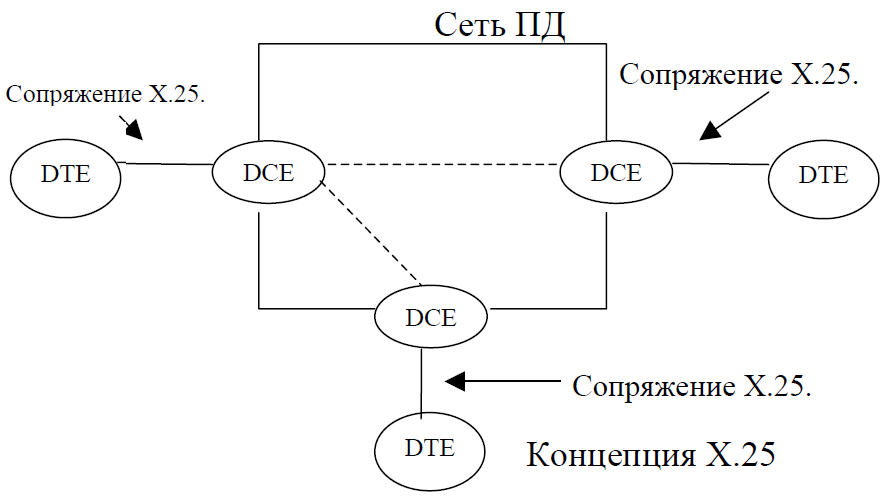 Сеть ПД
Сопряжение X.25.
Сопряжение X.25.
DTE
DCE
DCE
DTE
DCE
Сопряжение X.25.
DTE
Концепция X.25